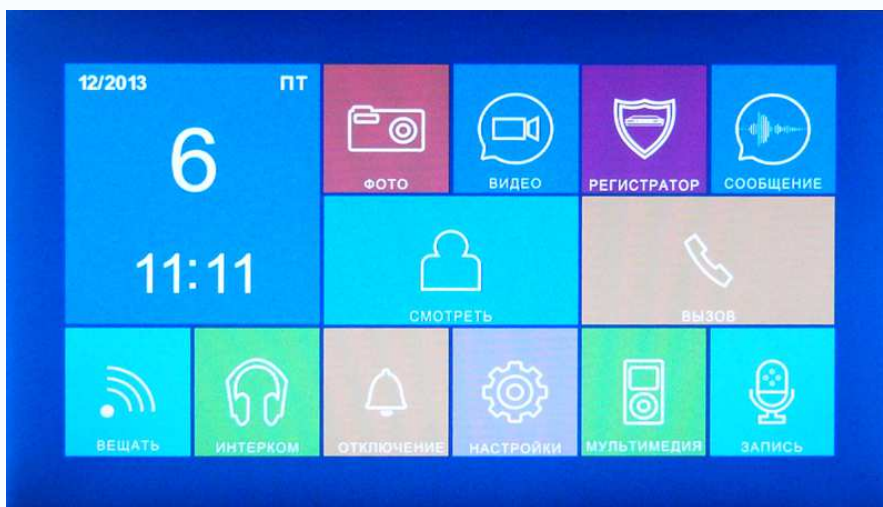 12/2013 ПТ
6
11:11
ФОТО
ВИДЕО
РЕГИСТРАТОР
СООБЩЕНИЕ
СМОТРЕТЬ
ВЫЗОВ
ВЕЩАТЬ
ИНТЕРКОМ
ОТКЛЮЧЕНИЕ
НАСТРОЙКИ
МУЛЬТИМЕДИЯ
ЗАПИСЬ